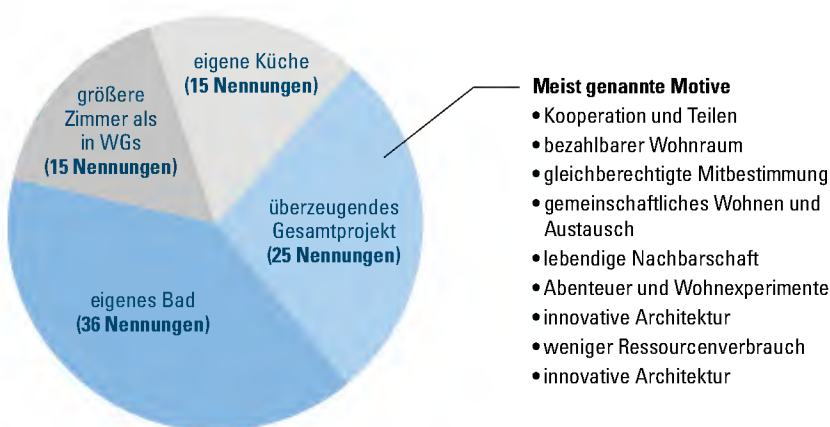 eigene Küche
(15 Nennungen)
größere
Zimmer als
in WGs
(15 Nennungen)
überzeugendes
Gesamtprojekt
(25 Nennungen)
eigenes Bad
(36 Nennungen)
Meist genannte Motive
• Kooperation und Teilen
• bezahlbarer Wohnraum
• gleichberechtigte Mitbestimmung
• gemeinschaftliches Wohnen und
Austausch
• lebendige Nachbarschaft
• Abenteuer und Wohnexperimente
• innovative Architektur
• weniger Ressourcenverbrauch
• innovative Architektur